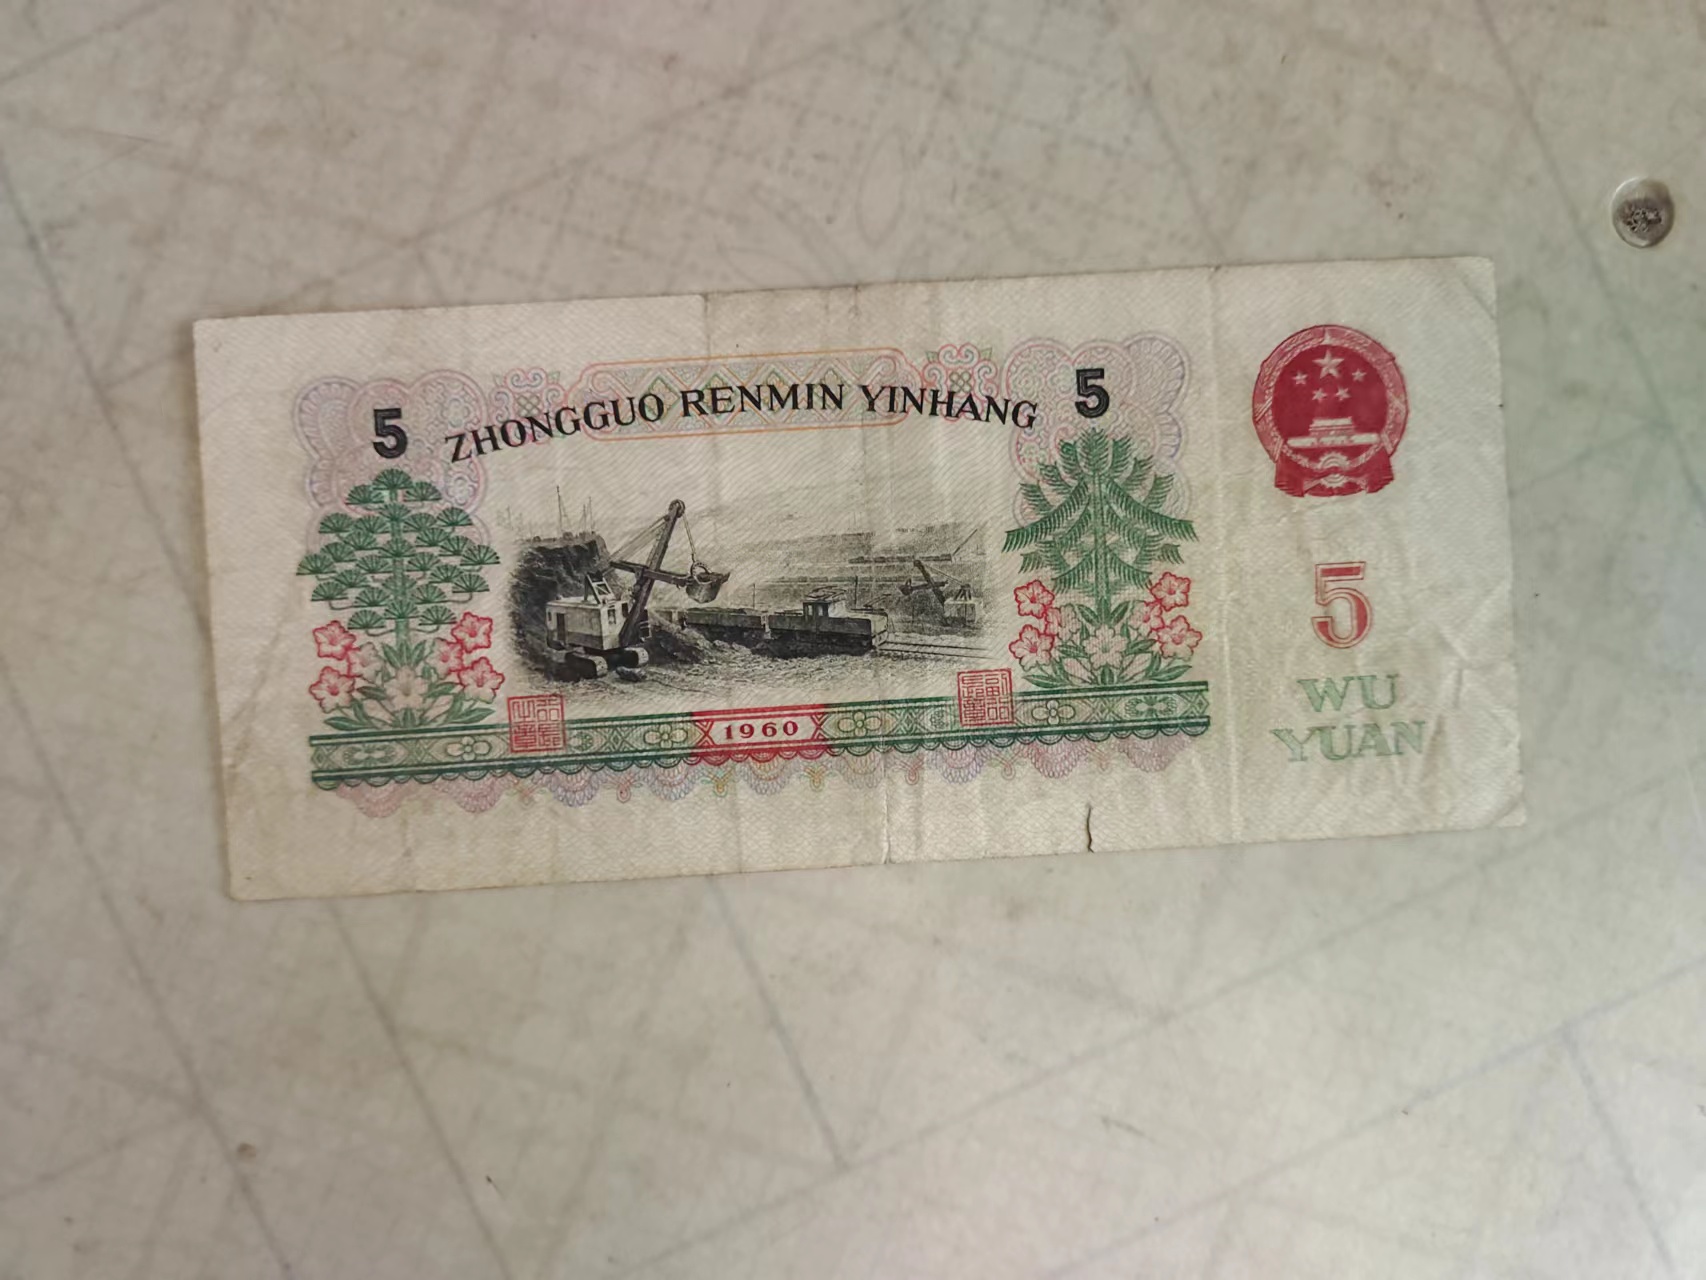 5
ZHONGGUO RENMIN YINHANG
5
1960
5
WU
YUAN